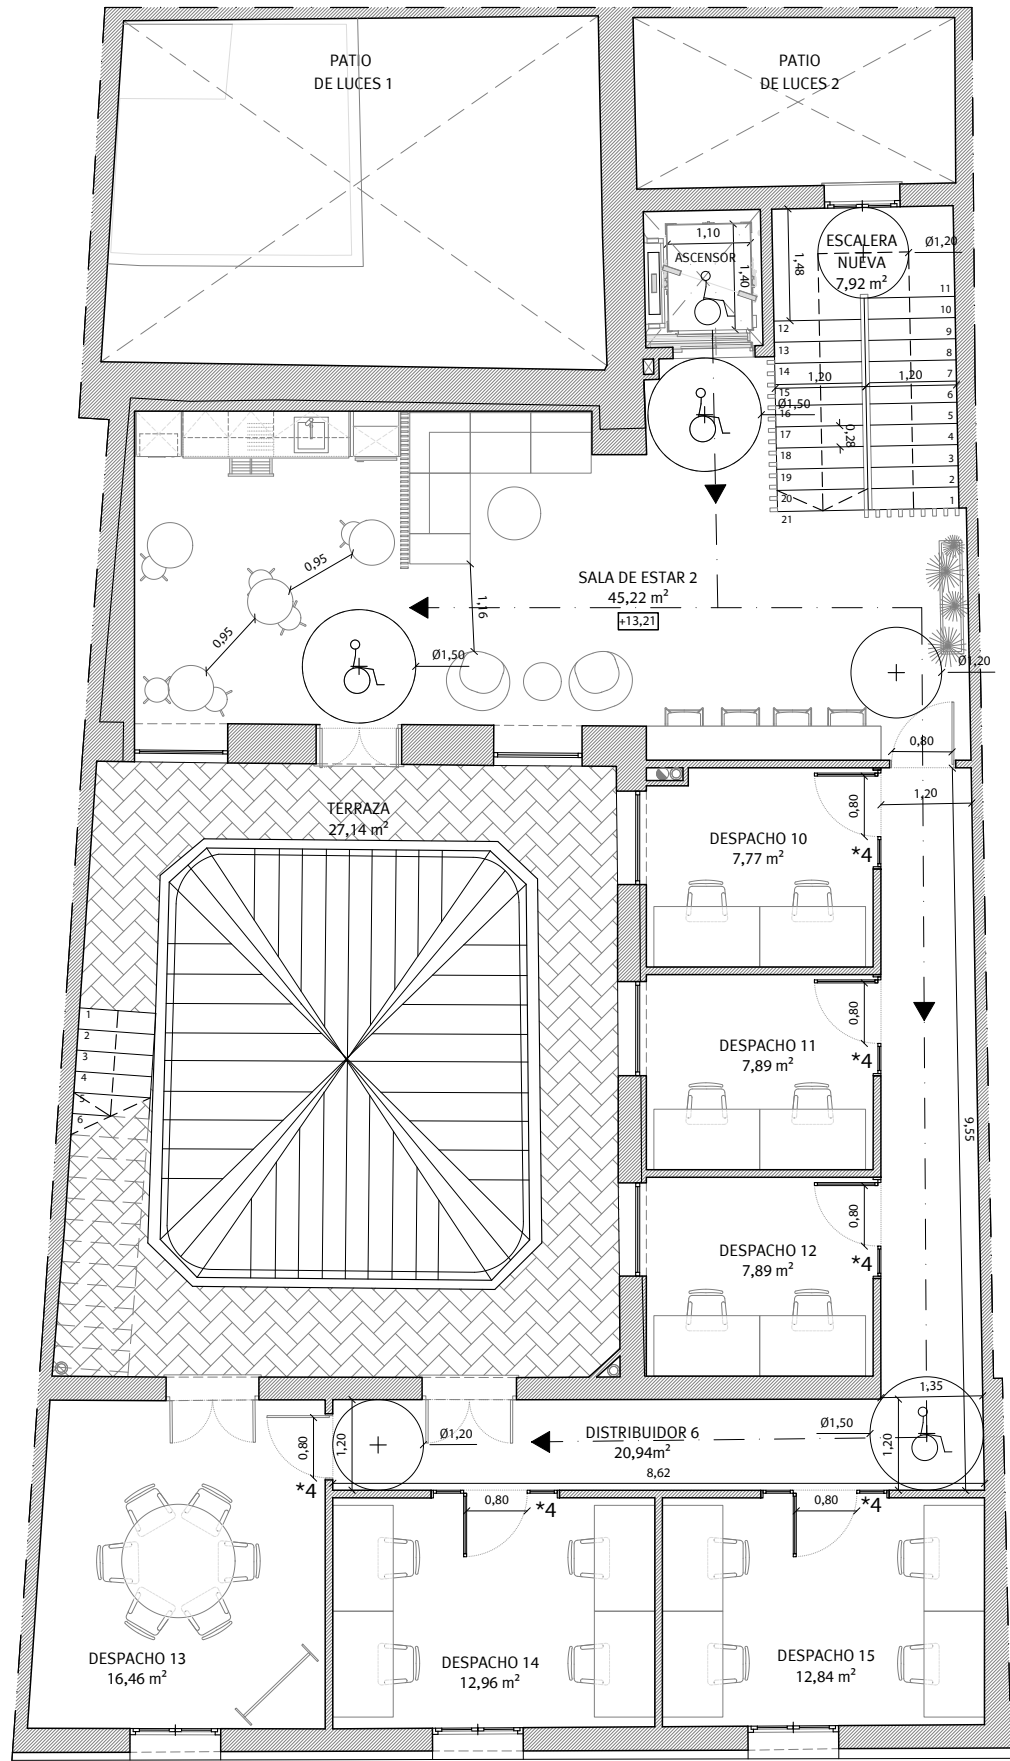 PATIO
DE LUCES 1
PATIO
DE LUCES 2
1,10
ASCENSOR
1,40
1,48
ESCALERA
NUEVA
7,92 m²
Ø1,20
11
10
9
8
7
6
5
4
3
2
1
12
13
14
15
16
17
18
19
20
21
1,20
1,20
0,28
Ø1,50
0,95
0,95
1,16
SALA DE ESTAR 2
45,22 m²
+13,21
Ø1,50
Ø1,20
0,80
1,20
TERRAZA
27,14 m²
DESPACHO 10
7,77 m²
0,80
*4
1
2
3
4
5
6
DESPACHO 11
7,89 m²
0,80
*4
9,55
DESPACHO 12
7,89 m²
0,80
*4
1,35
0,80
*4
1,20
Ø1,20
DISTRIBUIDOR 6
20,94m²
8,62
Ø1,50
1,20
0,80
*4
0,80
*4
DESPACHO 13
16,46 m²
DESPACHO 14
12,96 m²
DESPACHO 15
12,84 m²